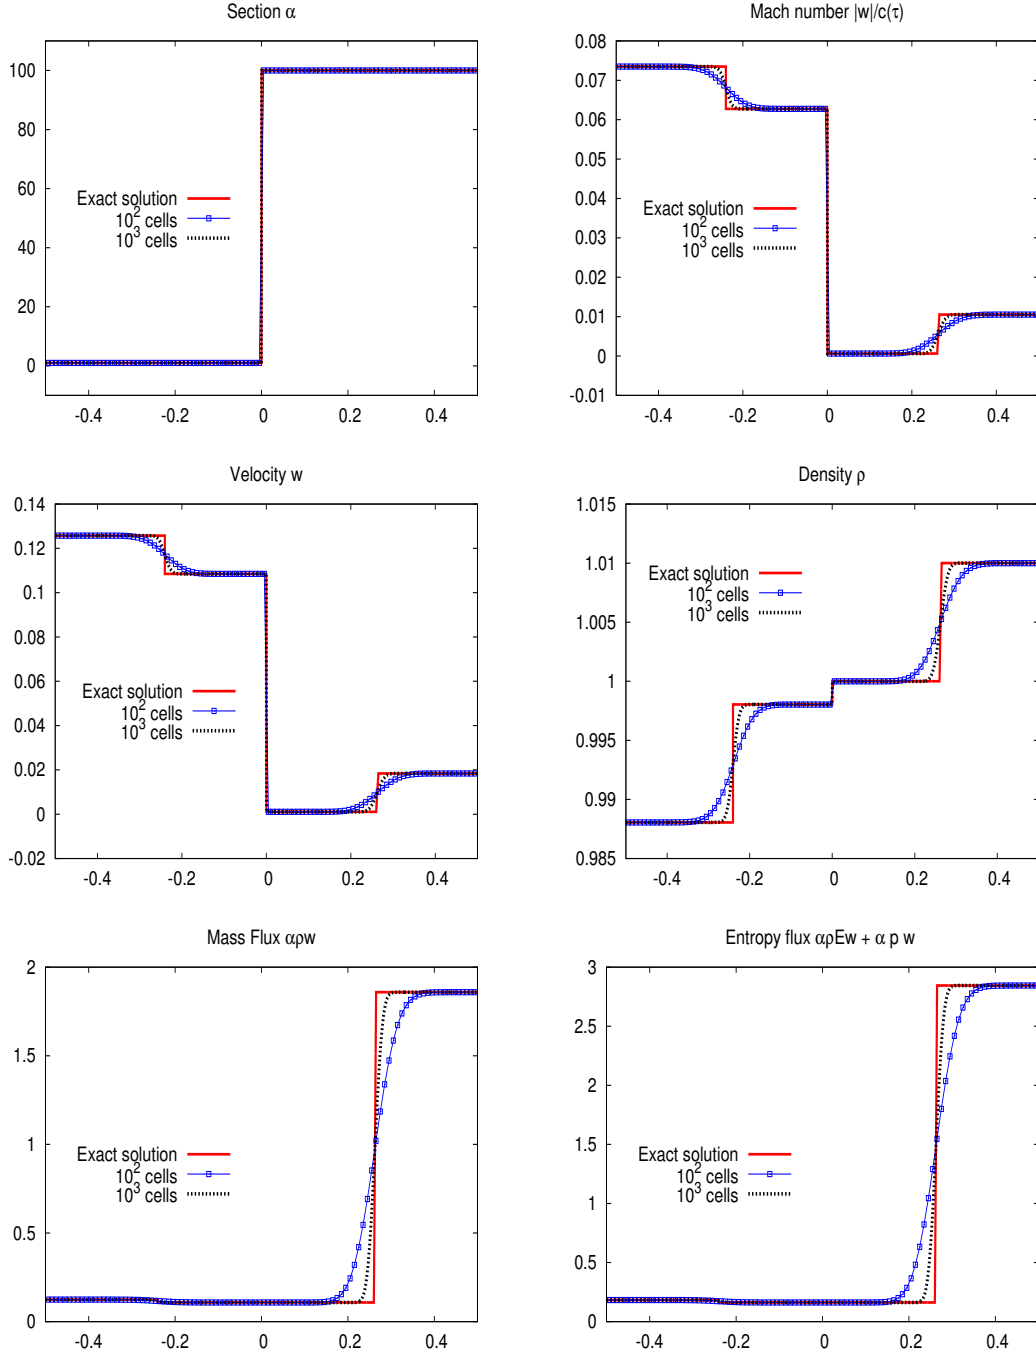 Section α
100
80
60
40
20
0
-0.4 -0.2 0 0.2 0.4
Exact solution
10² cells
10³ cells
Mach number |w|/c(τ)
0.08
0.07
0.06
0.05
0.04
0.03
0.02
0.01
0
-0.01
-0.4 -0.2 0 0.2 0.4
Exact solution
10² cells
10³ cells
Velocity w
0.14
0.12
0.1
0.08
0.06
0.04
0.02
0
-0.02
-0.4 -0.2 0 0.2 0.4
Exact solution
10² cells
10³ cells
Density ρ
1.015
1.01
1.005
1
0.995
0.99
0.985
-0.4 -0.2 0 0.2 0.4
Exact solution
10² cells
10³ cells
Mass Flux αρw
2
1.5
1
0.5
0
-0.4 -0.2 0 0.2 0.4
Exact solution
10² cells
10³ cells
Entropy flux αρEw + α p w
3
2.5
2
1.5
1
0.5
0
-0.4 -0.2 0 0.2 0.4
Exact solution
10² cells
10³ cells